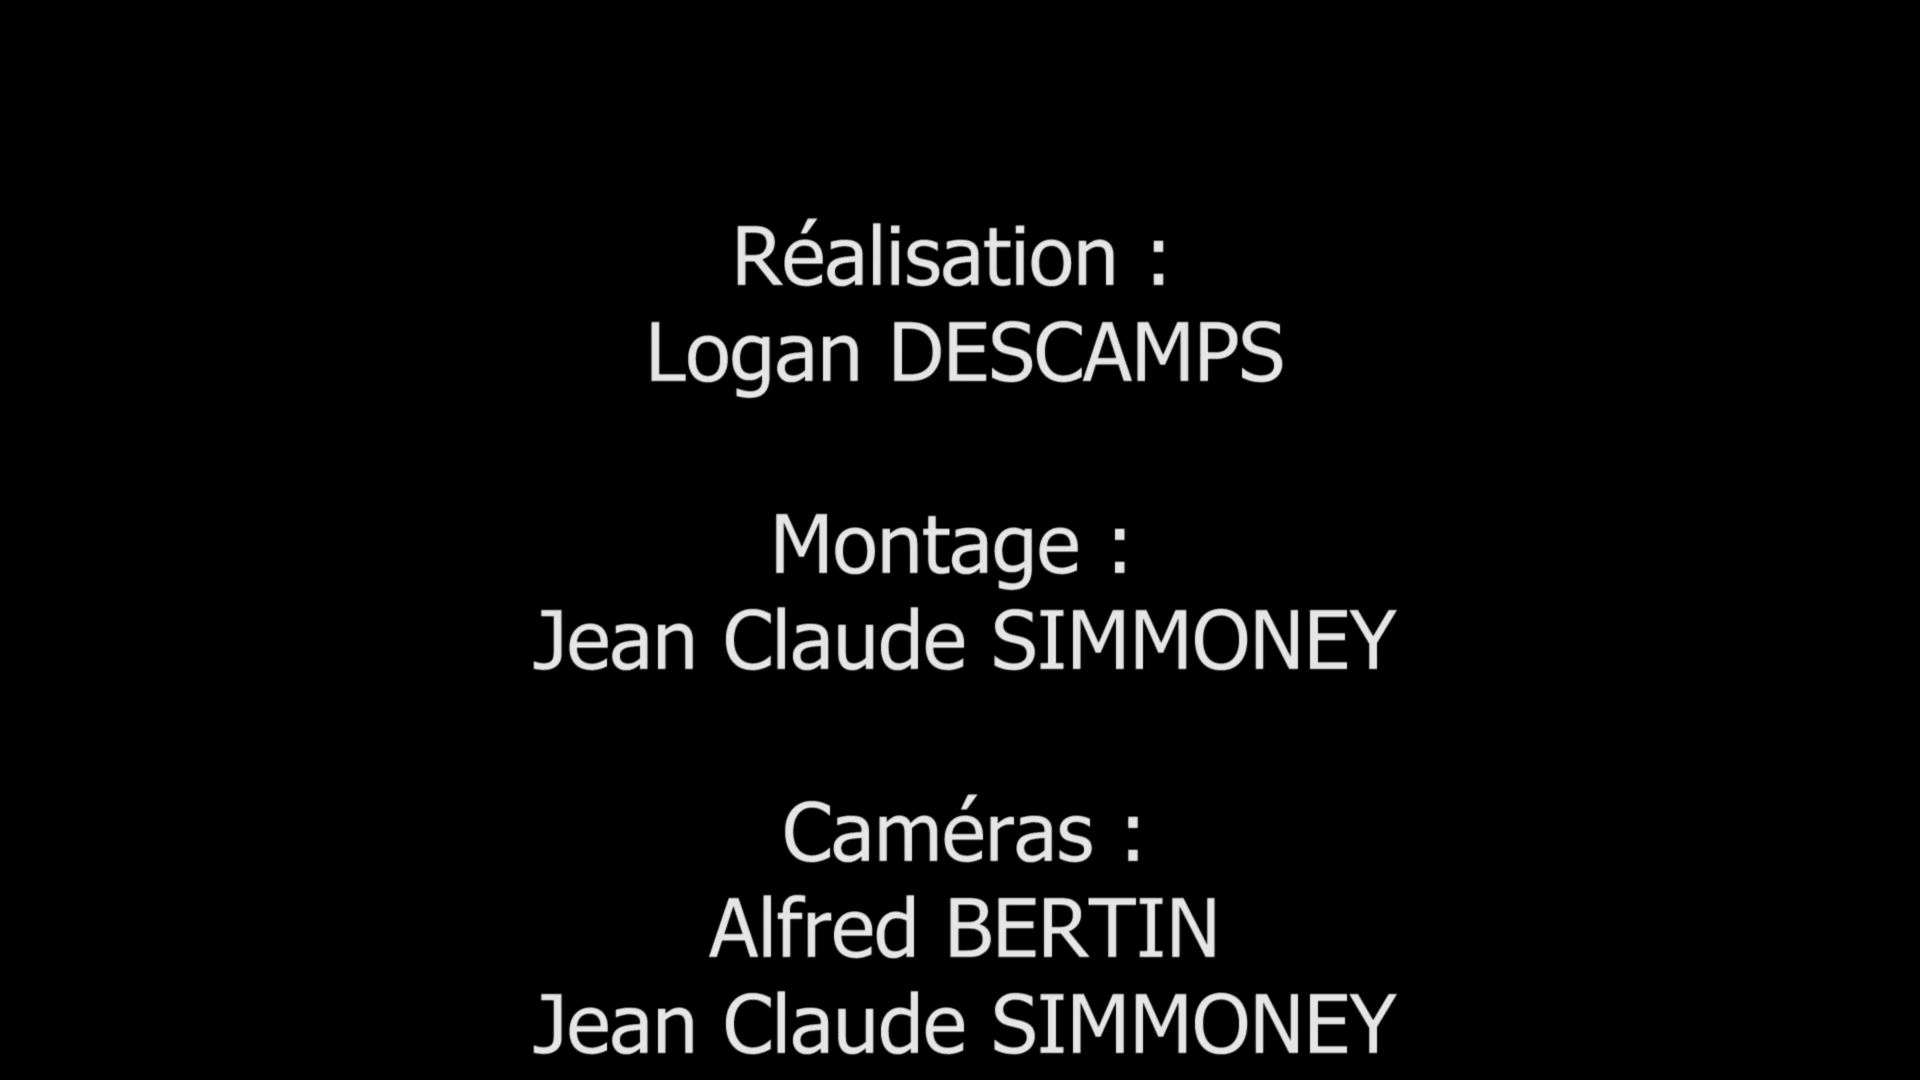 Réalisation :
Logan DESCAMPS
Montage :
Jean Claude SIMMONEY
Caméras :
Alfred BERTIN
Jean Claude SIMMONEY